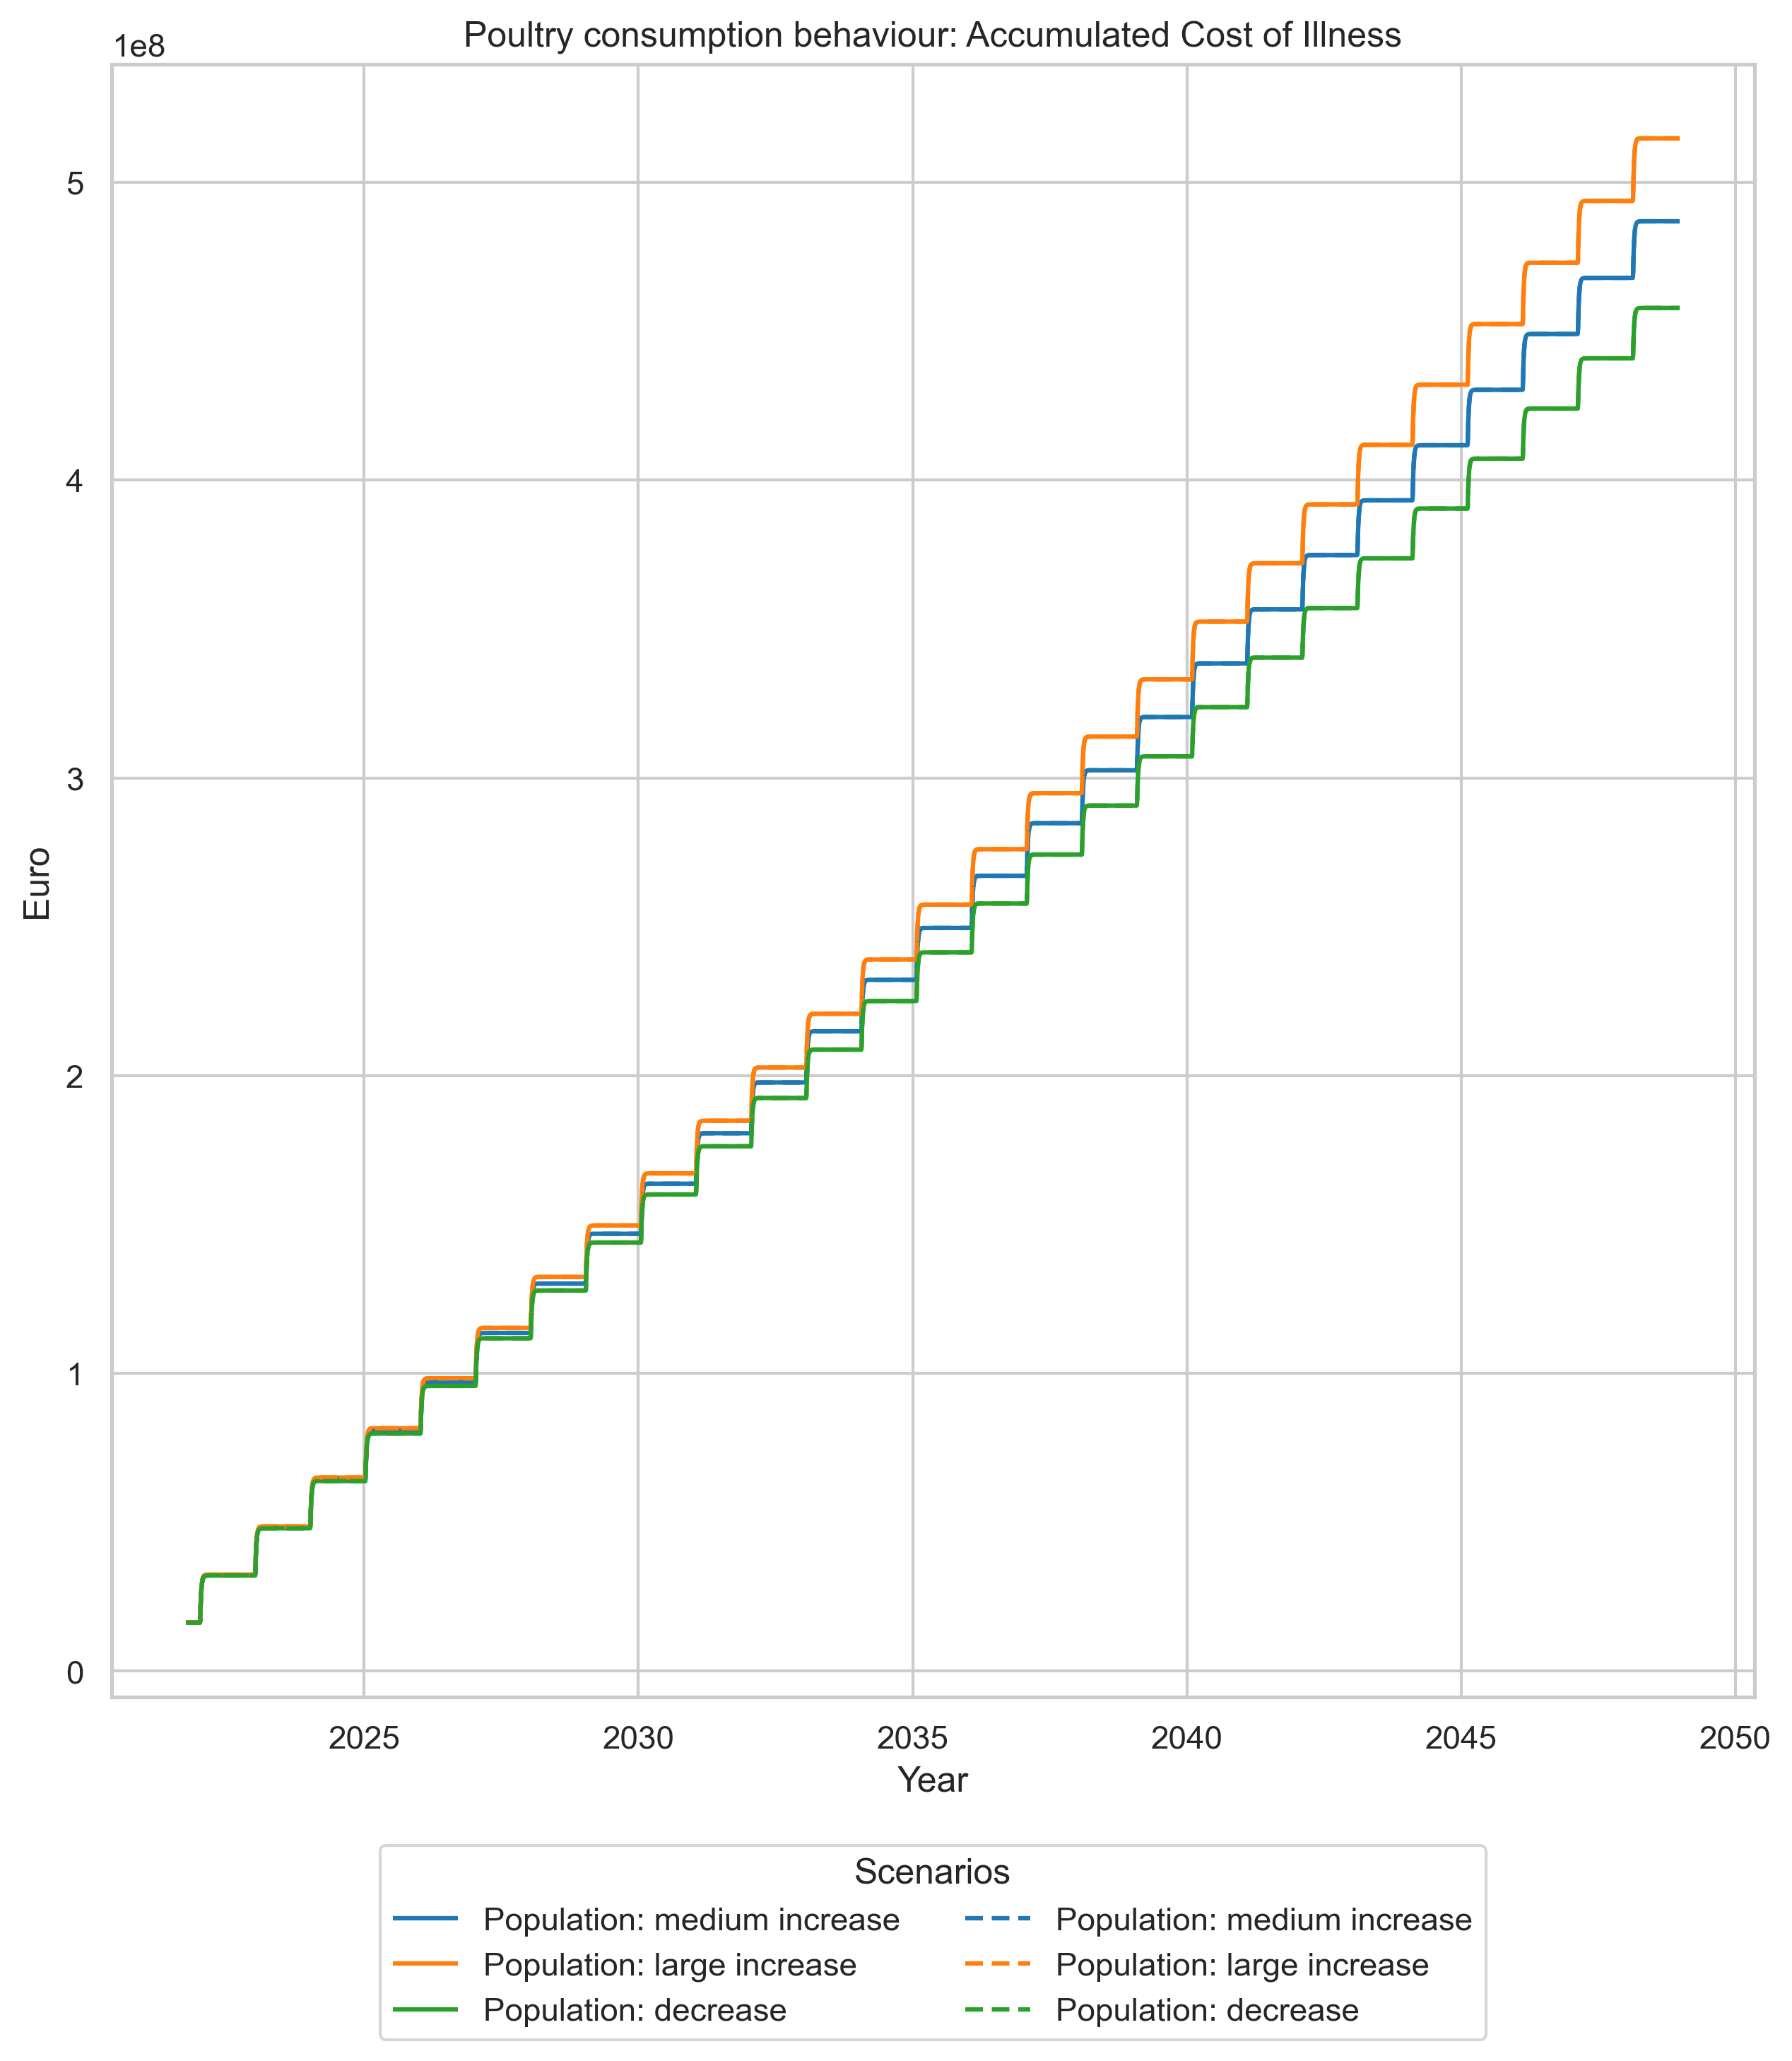 Poultry consumption behaviour: Accumulated Cost of Illness
1e8
5
4
3
2
1
0
Euro
2025 2030 2035 2040 2045 2050
Year
Scenarios
Population: medium increase Population: medium increase
Population: large increase Population: large increase
Population: decrease Population: decrease